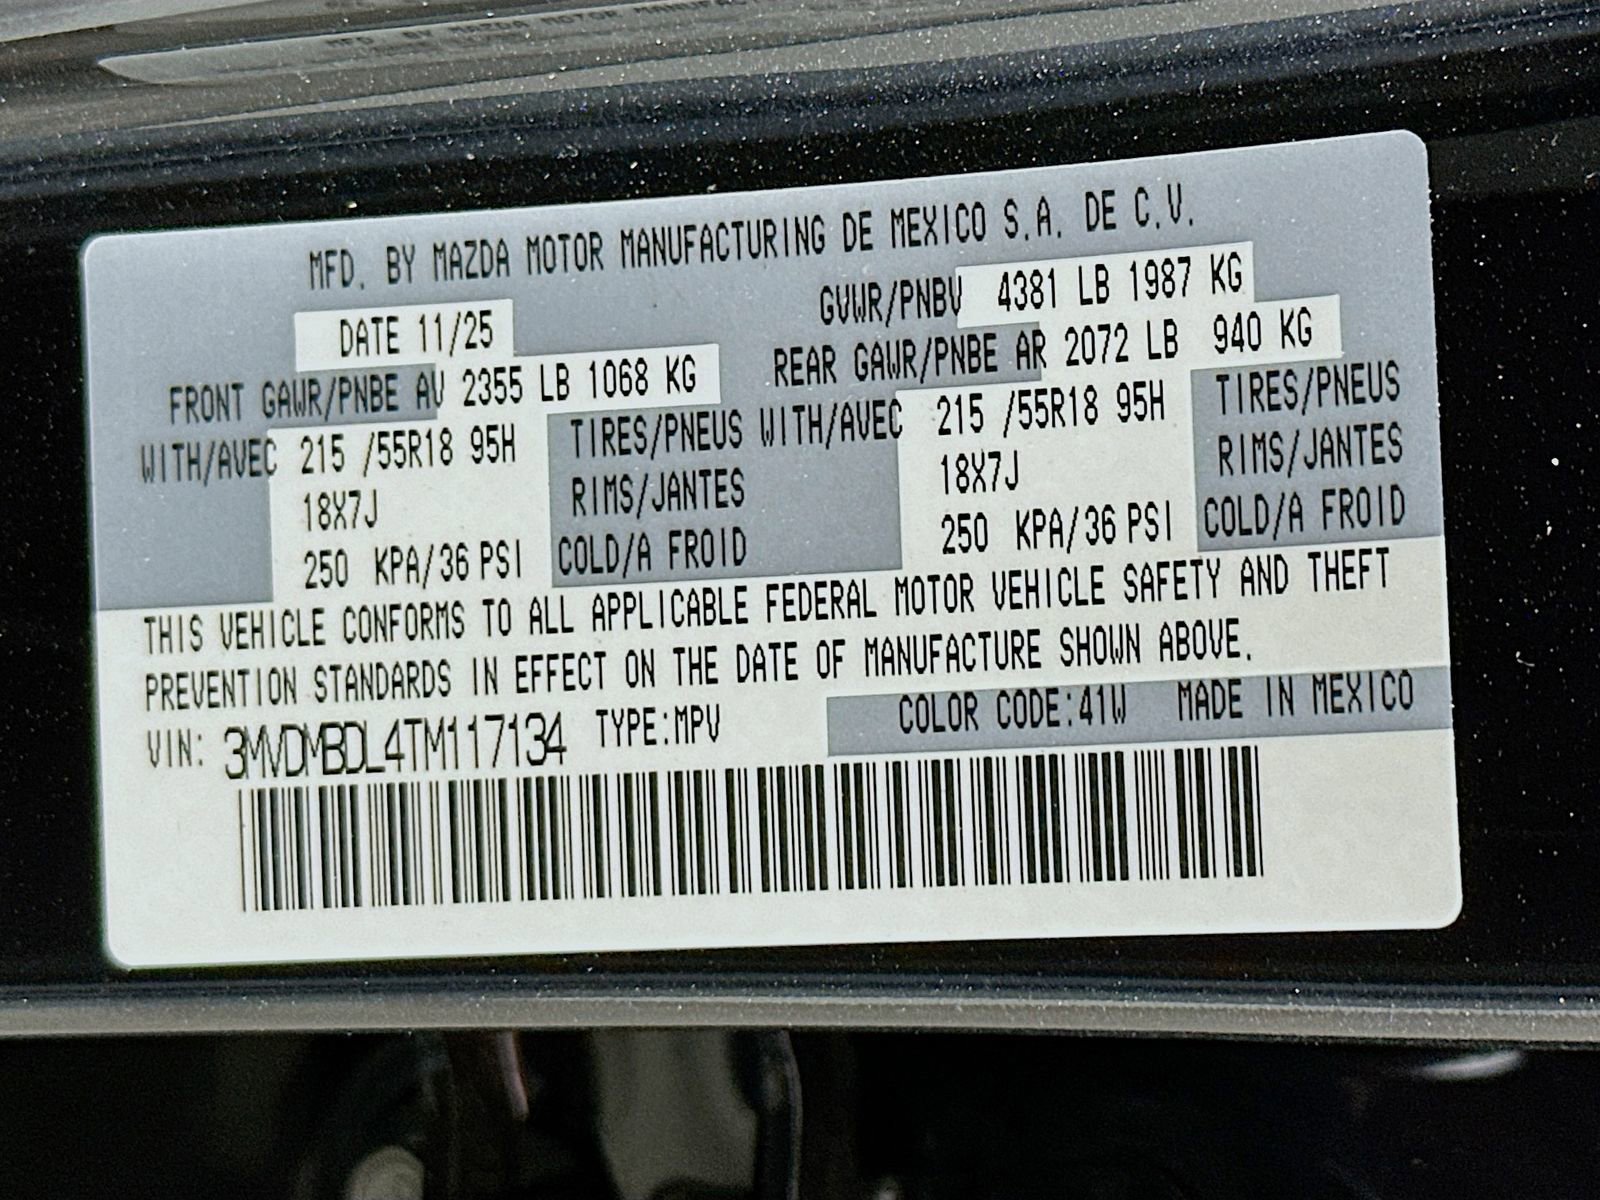 MFD. BY MAZDA MOTOR
MFD. BY MAZDA MOTOR MANUFACTURING DE MEXICO S.A. DE C.V.
DATE 11/25 GVWR/PNBV 4381 LB 1987 KG
FRONT GAWR/PNBE AV 2355 LB 1068 KG REAR GAWR/PNBE AR 2072 LB 940 KG
WITH/AVEC 215 /55R18 95H TIRES/PNEUS WITH/AVEC 215 /55R18 95H TIRES/PNEUS
18X7J RIMS/JANTES 18X7J RIMS/JANTES
250 KPA/36 PSI COLD/A FROID 250 KPA/36 PSI COLD/A FROID
THIS VEHICLE CONFORMS TO ALL APPLICABLE FEDERAL MOTOR VEHICLE SAFETY AND THEFT
PREVENTION STANDARDS IN EFFECT ON THE DATE OF MANUFACTURE SHOWN ABOVE.
VIN: 3MVDMBDL4TM117134 TYPE:MPV COLOR CODE:41W MADE IN MEXICO